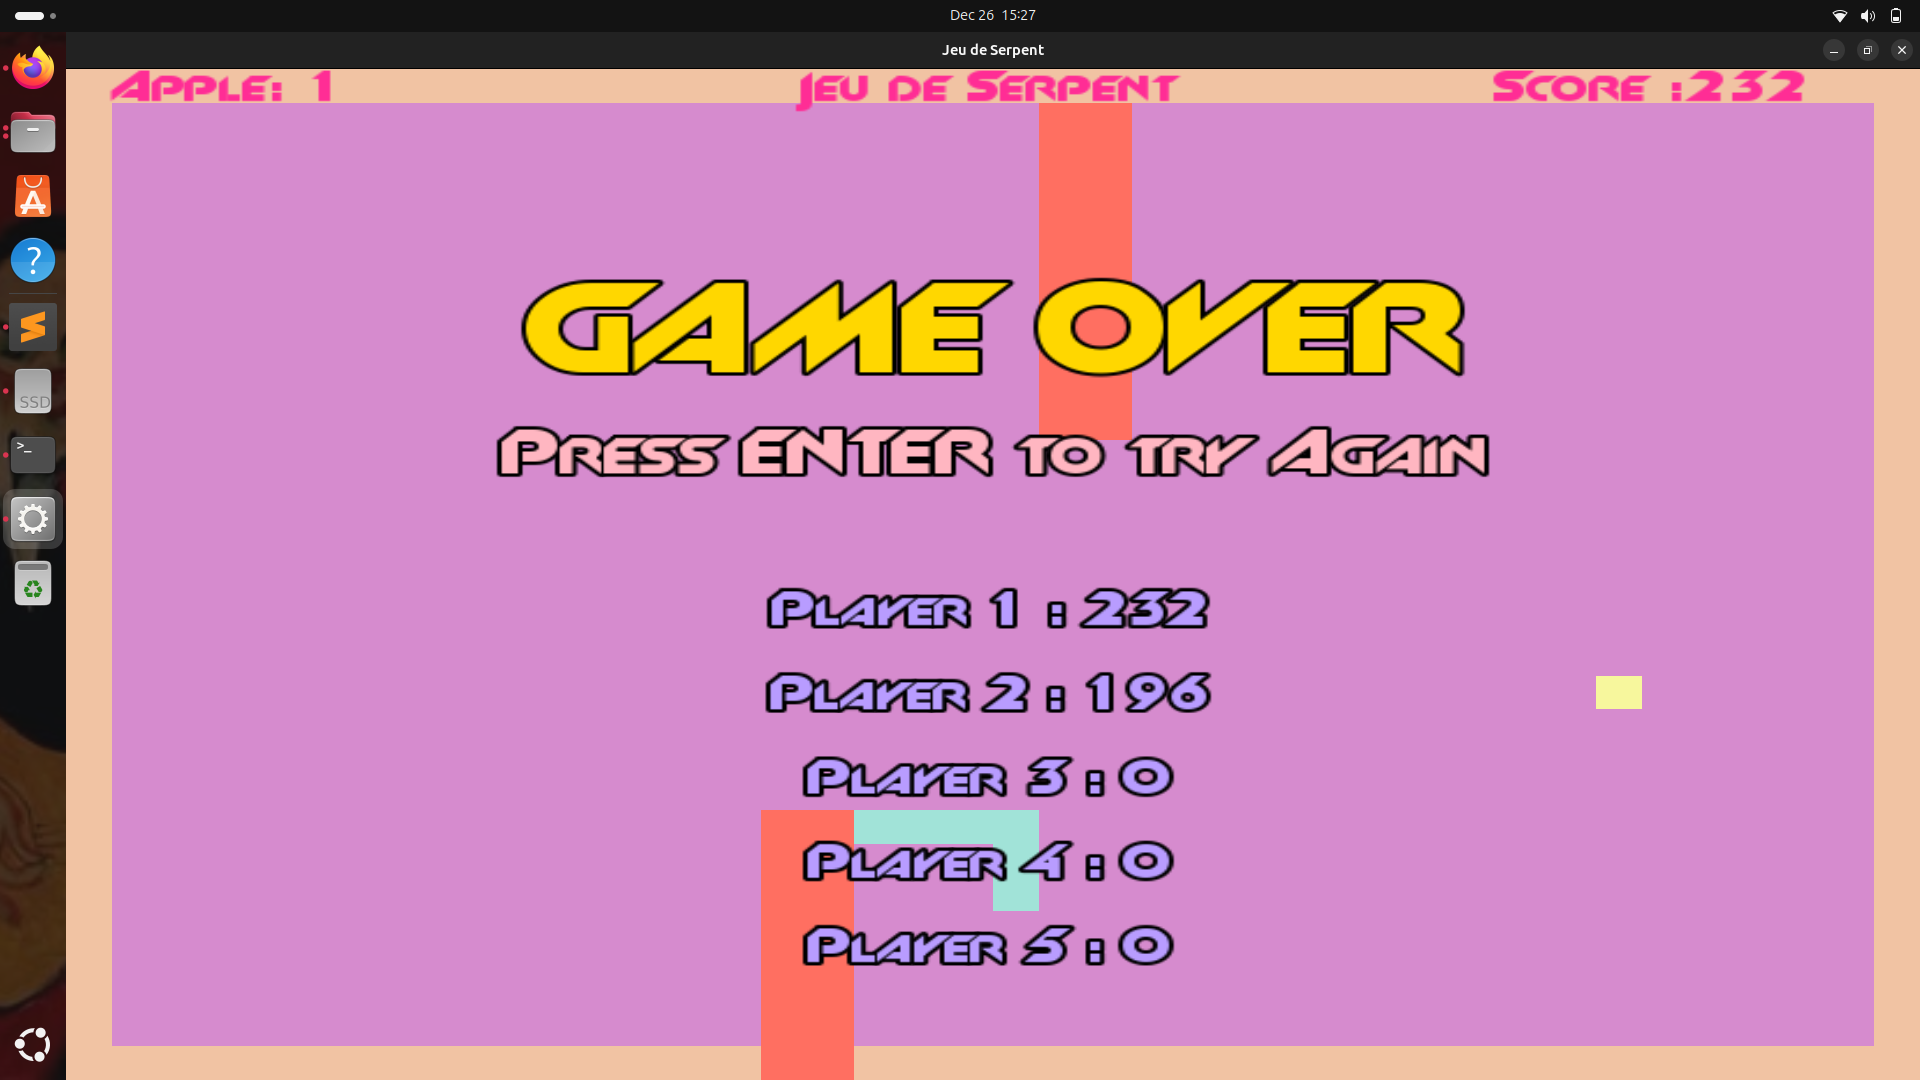 Dec 26 15:27
Jeu de Serpent
Apple: 1
Jeu de Serpent
Score :232
GAME OVER
Press ENTER to try Again
Player 1 : 232
Player 2 : 196
Player 3 : 0
Player 4 : 0
Player 5 : 0
?
SSD
>_